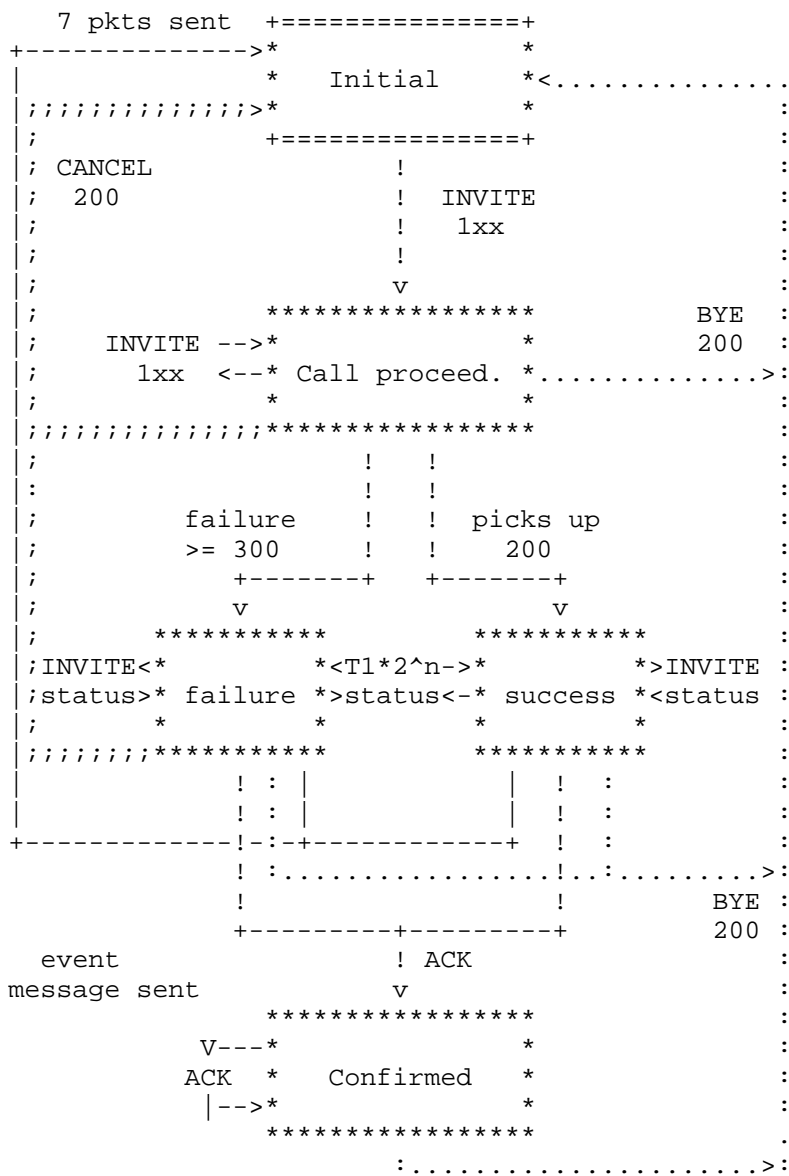 7 pkts sent
Initial
CANCEL
200
INVITE
1xx
BYE
INVITE
200
1xx
Call proceed.
failure
picks up
>= 300
200
INVITE
T1*2^n
INVITE
status
failure
status
success
status
BYE
200
event
ACK
message sent
ACK
Confirmed